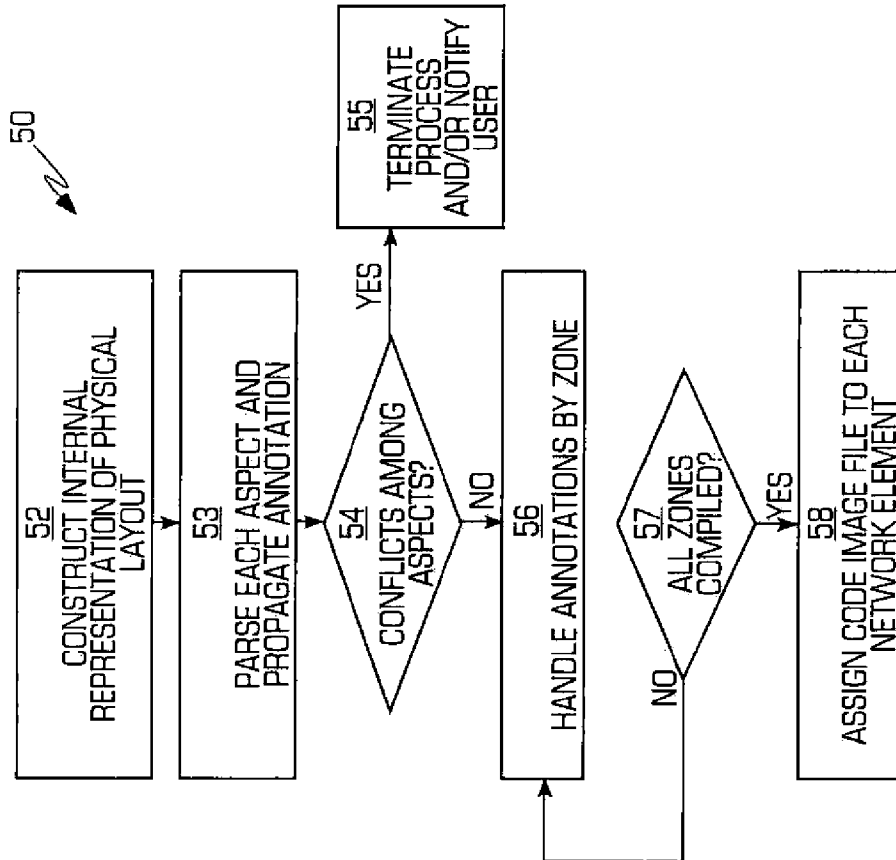 50
52
CONSTRUCT INTERNAL
REPRESENTATION OF PHYSICAL
LAYOUT
53
PARSE EACH ASPECT AND
PROPAGATE ANNOTATION
54
CONFLICTS AMONG
ASPECTS?
YES
55
TERMINATE
PROCESS
AND/OR NOTIFY
USER
NO
56
HANDLE ANNOTATIONS BY ZONE
57
ALL ZONES
COMPILED?
NO
YES
58
ASSIGN CODE IMAGE FILE TO EACH
NETWORK ELEMENT